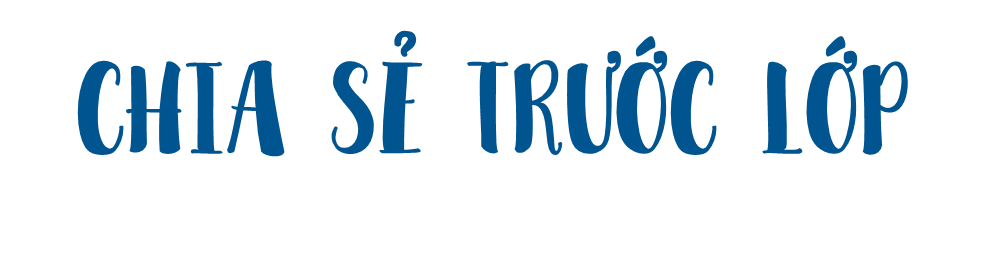 CHIA SẺ TRƯỚC LỚP